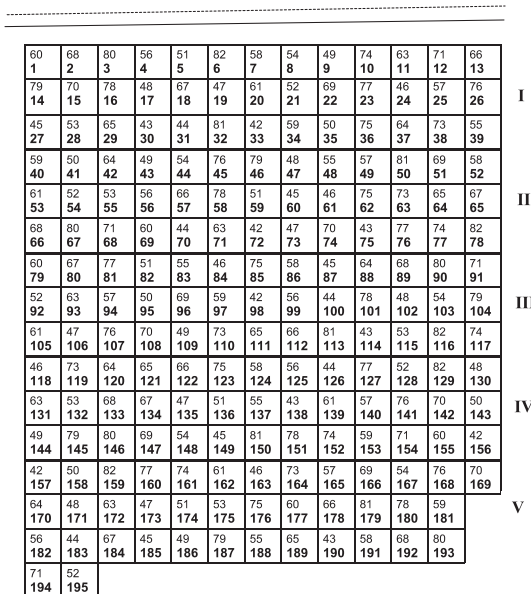 60 68 80 56 51 82 58 54 49 74 63 71 66
1 2 3 4 5 6 7 8 9 10 11 12 13
79 70 78 48 67 47 61 52 69 77 46 57 76
14 15 16 17 18 19 20 21 22 23 24 25 26
I
45 53 65 43 44 81 42 59 50 75 64 73 55
27 28 29 30 31 32 33 34 35 36 37 38 39
59 50 64 49 54 76 79 48 55 57 81 69 58
40 41 42 43 44 45 46 47 48 49 50 51 52
61 52 53 56 66 78 51 45 46 75 73 65 67
53 54 55 56 57 58 59 60 61 62 63 64 65
II
68 80 71 60 44 63 42 47 70 43 77 74 82
66 67 68 69 70 71 72 73 74 75 76 77 78
60 67 77 51 55 46 75 58 45 64 68 80 71
79 80 81 82 83 84 85 86 87 88 89 90 91
52 63 57 50 69 59 42 56 44 78 48 54 79
92 93 94 95 96 97 98 99 100 101 102 103 104
III
61 47 76 70 49 73 65 66 81 43 53 82 74
105 106 107 108 109 110 111 112 113 114 115 116 117
46 73 64 65 66 75 58 56 44 77 52 82 48
118 119 120 121 122 123 124 125 126 127 128 129 130
63 53 68 67 47 51 55 43 61 57 76 70 50
131 132 133 134 135 136 137 138 139 140 141 142 143
IV
49 79 80 69 54 45 81 78 74 59 71 60 42
144 145 146 147 148 149 150 151 152 153 154 155 156
42 50 82 77 74 61 46 73 57 69 54 76 70
157 158 159 160 161 162 163 164 165 166 167 168 169
64 48 63 47 51 53 75 60 66 81 78 59
170 171 172 173 174 175 176 177 178 179 180 181
V
56 44 67 45 49 79 55 65 43 58 68 80
182 183 184 185 186 187 188 189 190 191 192 193
71 52
194 195